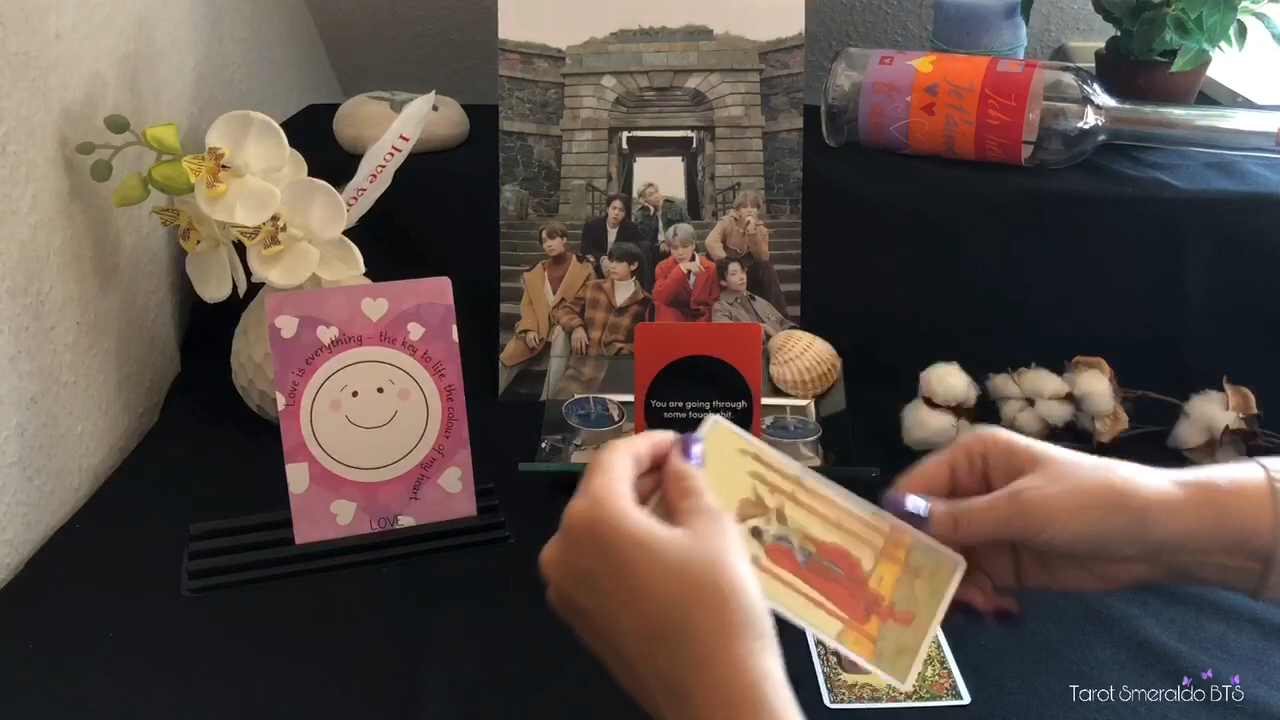 I love yo
Love is everything - the key to life, the colour of my heart
LOVE
You are going through
some tough shit.
Tarot Smeraldo BTS